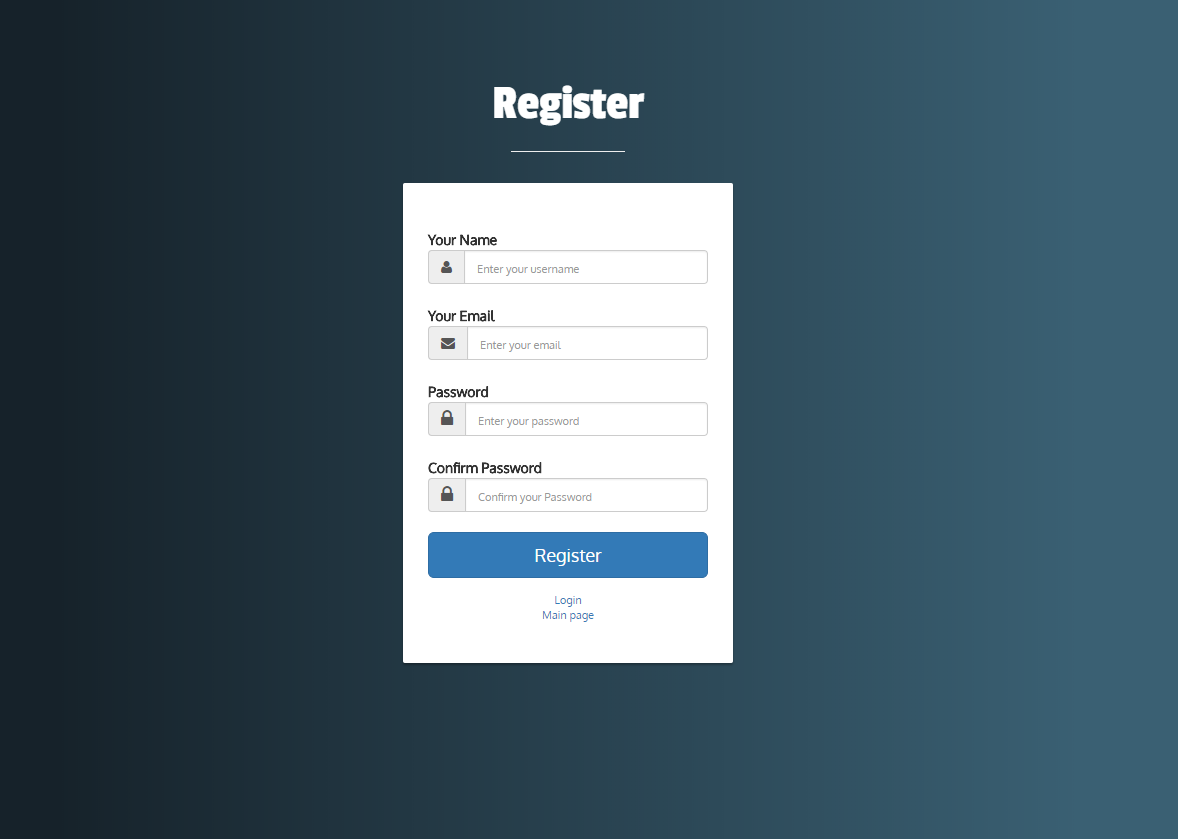 Register
Your Name
Enter your username
Your Email
Enter your email
Password
Enter your password
Confirm Password
Confirm your Password
Register
Login
Main page